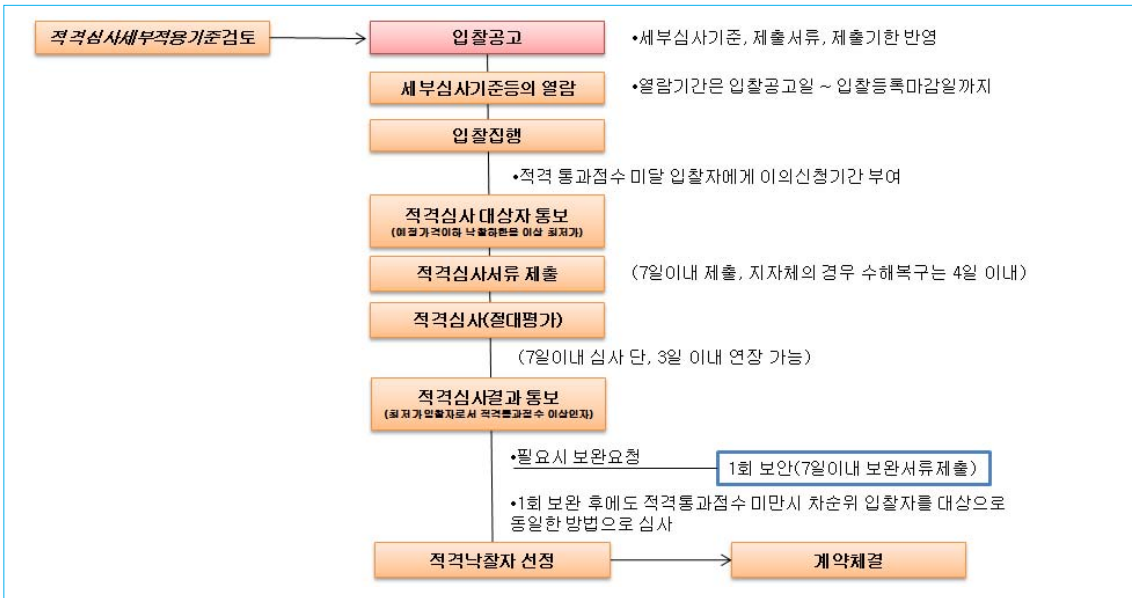 적격심사세부적용기준검토
입찰공고
•세부심사기준, 제출서류, 제출기한 반영
세부심사기준등의 열람
•열람기간은 입찰공고일 ~ 입찰등록마감일까지
입찰집행
•적격 통과점수 미달 입찰자에게 이의신청기간 부여
적격심사 대상자 통보
(예정가격이하 낙찰하한율 이상 최저가)
적격심사서류 제출
(7일이내 제출, 지자체의 경우 수해복구는 4일 이내)
적격심사(절대평가)
(7일이내 심사 단, 3일 이내 연장 가능)
적격심사결과 통보
(최저가입찰자로서 적격통과점수 이상인자)
•필요시 보완요청
1회 보안(7일이내 보완서류제출)
•1회 보완 후에도 적격통과점수 미만시 차순위 입찰자를 대상으로
동일한 방법으로 심사
적격낙찰자 선정
계약체결